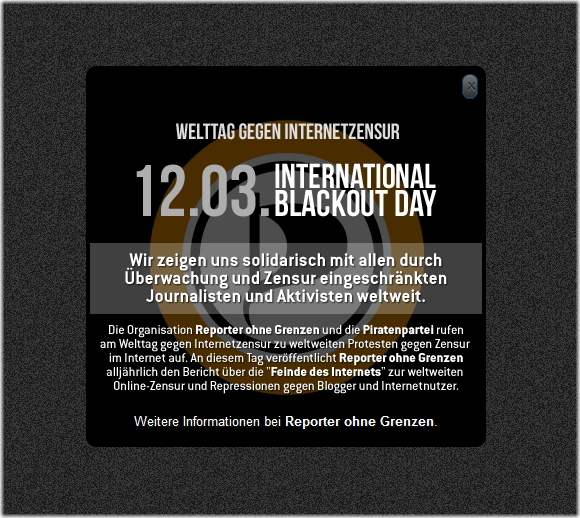 WELTTAG GEGEN INTERNETZENSUR
12.03. INTERNATIONAL
BLACKOUT DAY
Wir zeigen uns solidarisch mit allen durch
Überwachung und Zensur eingeschränkten
Journalisten und Aktivisten weltweit.
Die Organisation Reporter ohne Grenzen und die Piratenpartei rufen
am Welttag gegen Internetzensur zu weltweiten Protesten gegen Zensur
im Internet auf. An diesem Tag veröffentlicht Reporter ohne Grenzen
alljährlich den Bericht über die "Feinde des Internets" zur weltweiten
Online-Zensur und Repressionen gegen Blogger und Internetnutzer.
Weitere Informationen bei Reporter ohne Grenzen.